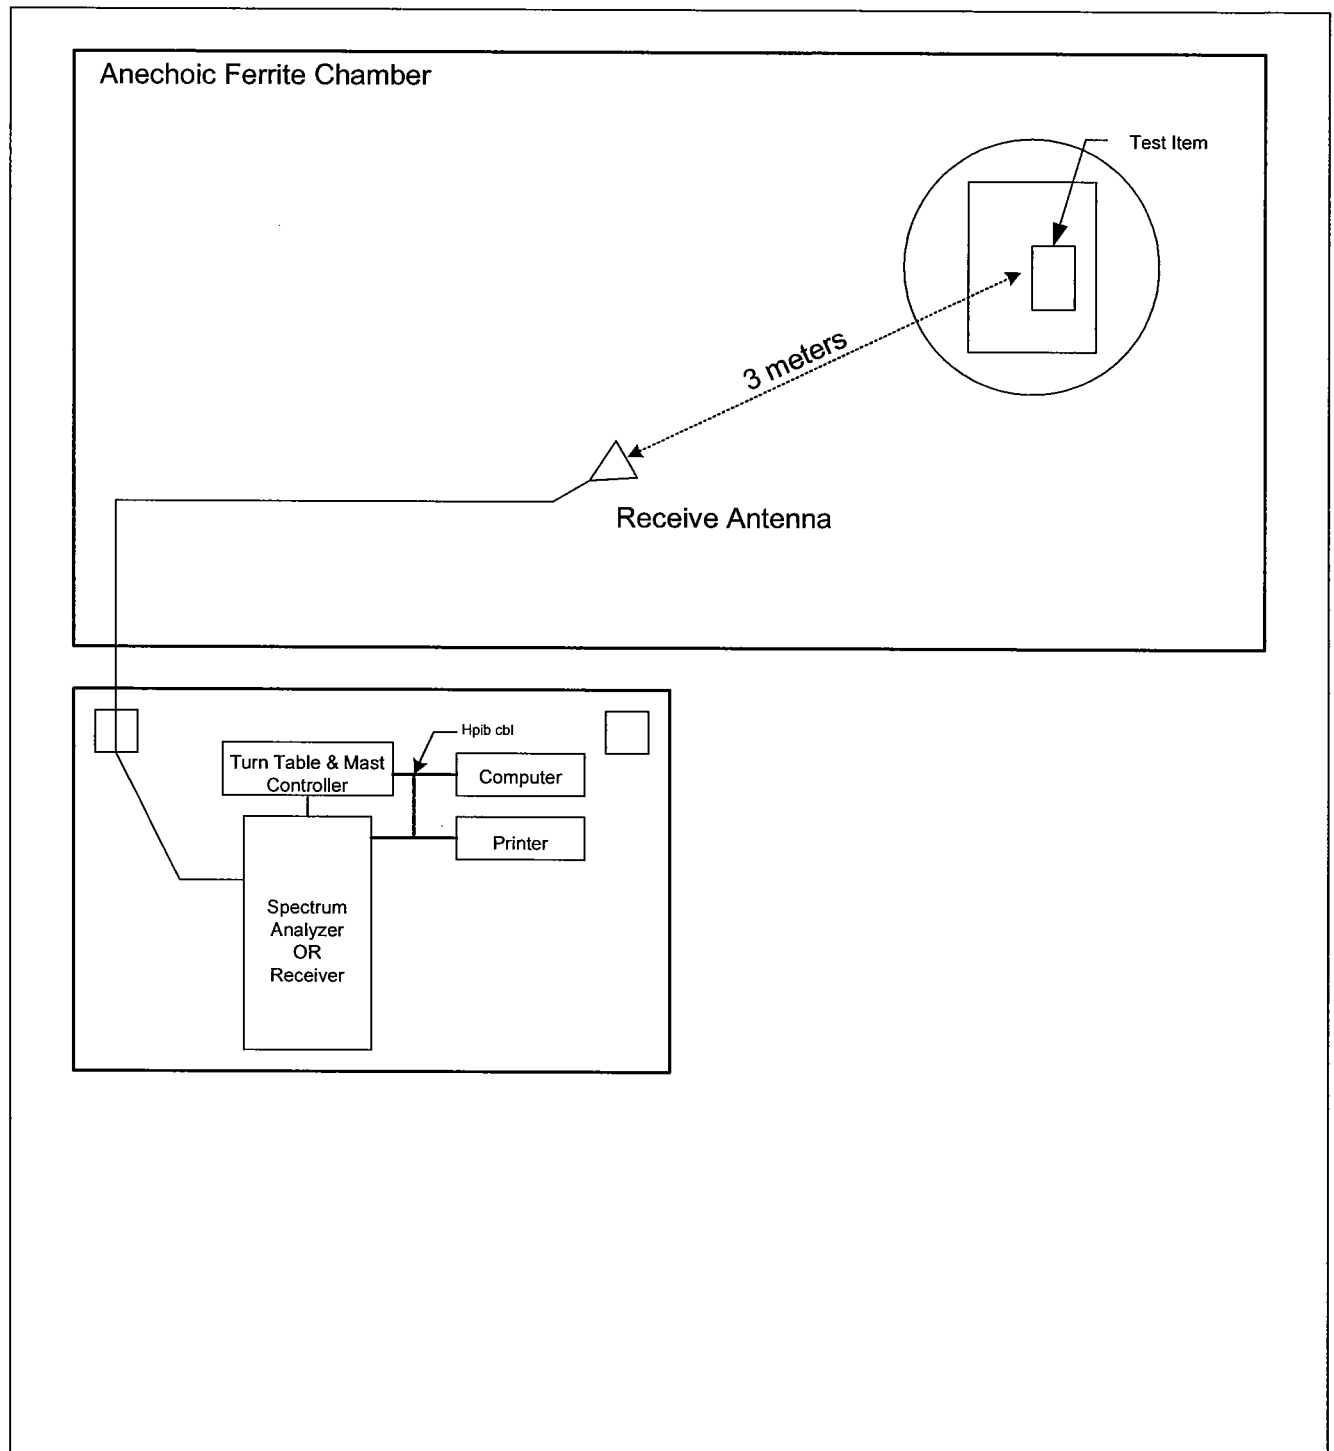 Anechoic Ferrite Chamber
Test Item
3 meters
Receive Antenna
Hpib cbl
Turn Table & Mast
Controller
Computer
Printer
Spectrum
Analyzer
OR
Receiver